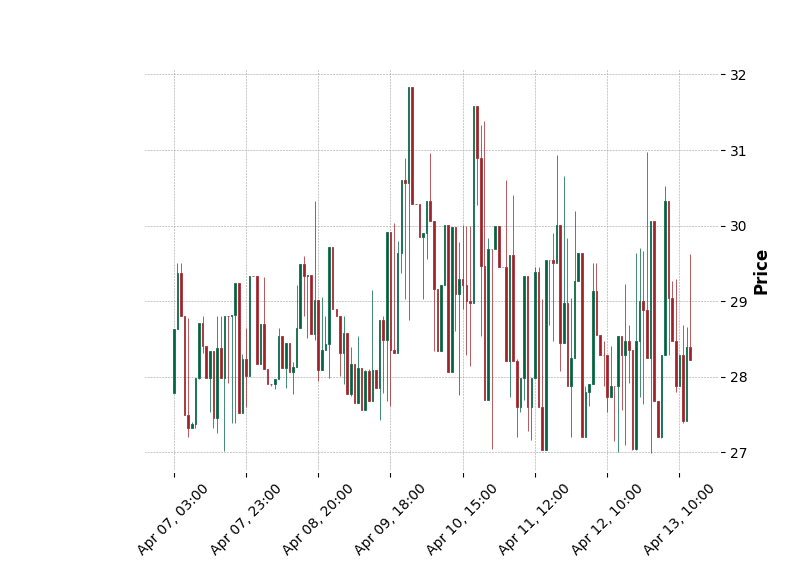 32
31
30
29
28
27
Price
Apr 07, 03:00
Apr 07, 23:00
Apr 08, 20:00
Apr 09, 18:00
Apr 10, 15:00
Apr 11, 12:00
Apr 12, 10:00
Apr 13, 10:00